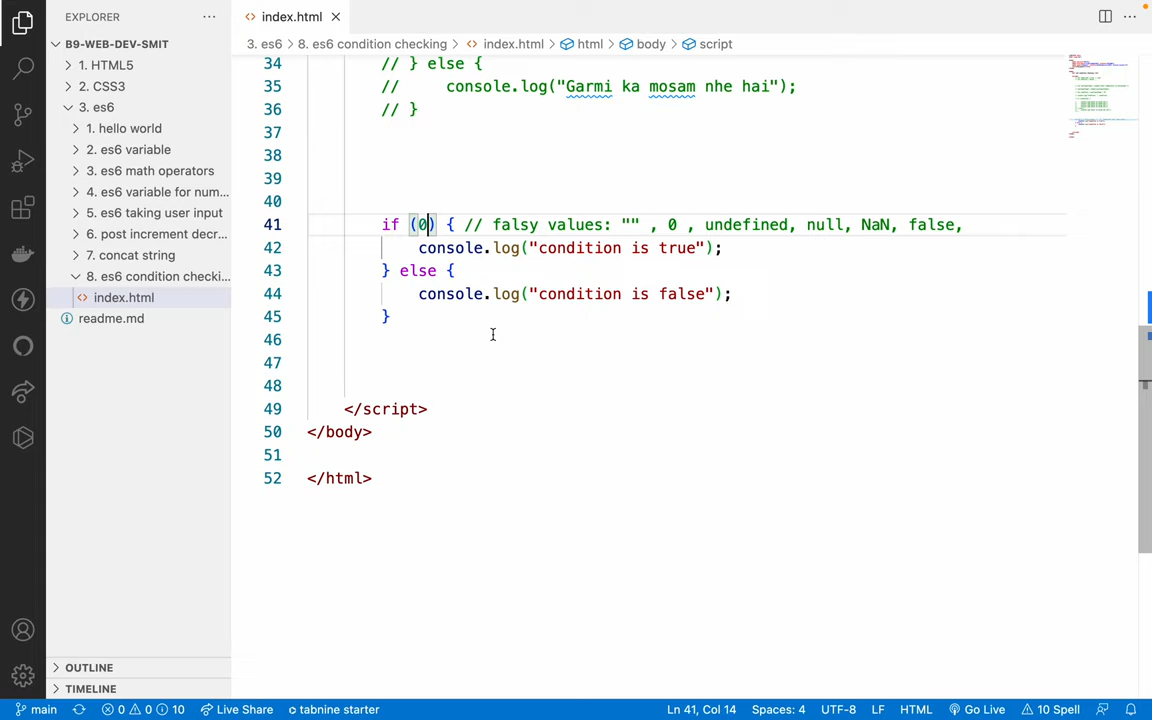 EXPLORER
index.html
B9-WEB-DEV-SMIT
1. HTML5
2. CSS3
3. es6
1. hello world
2. es6 variable
3. es6 math operators
4. es6 variable for num...
5. es6 taking user input
6. post increment decr...
7. concat string
8. es6 condition checki...
index.html
readme.md
OUTLINE
TIMELINE
3. es6 > 8. es6 condition checking > index.html > html > body > script
34 // } else {
35 // console.log("Garmi ka mosam nhe hai");
36 // }
37
38
39
40
41 if (0) { // falsy values: "" , 0 , undefined, null, NaN, false,
42 console.log("condition is true");
43 } else {
44 console.log("condition is false");
45 }
46
47
48
49 </script>
50 </body>
51
52 </html>
main 0 0 10 Live Share tabnine starter Ln 41, Col 14 Spaces: 4 UTF-8 LF HTML Go Live 10 Spell